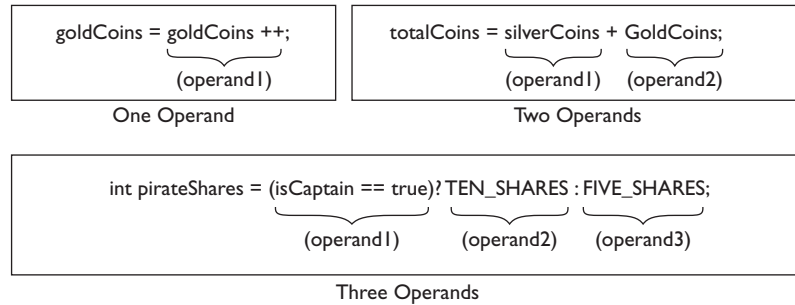 goldCoins = goldCoins ++;
(operand1)
One Operand
totalCoins = silverCoins + GoldCoins;
(operand1) (operand2)
Two Operands
int pirateShares = (isCaptain == true)? TEN_SHARES : FIVE_SHARES;
(operand1) (operand2) (operand3)
Three Operands